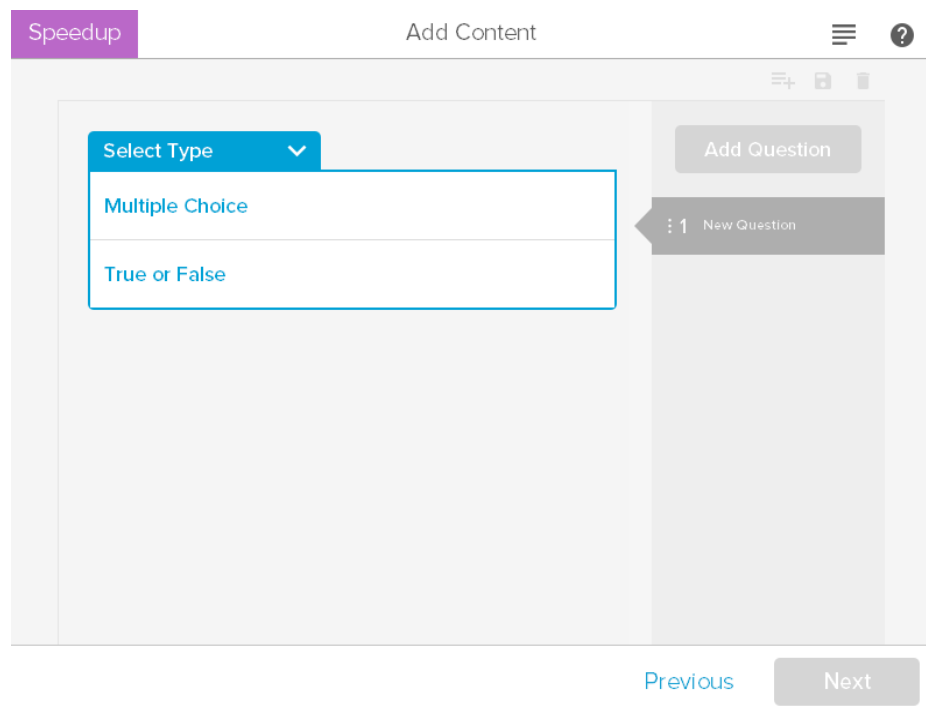 Speedup
Add Content
Select Type
Multiple Choice
True or False
Add Question
1 New Question
Previous
Next